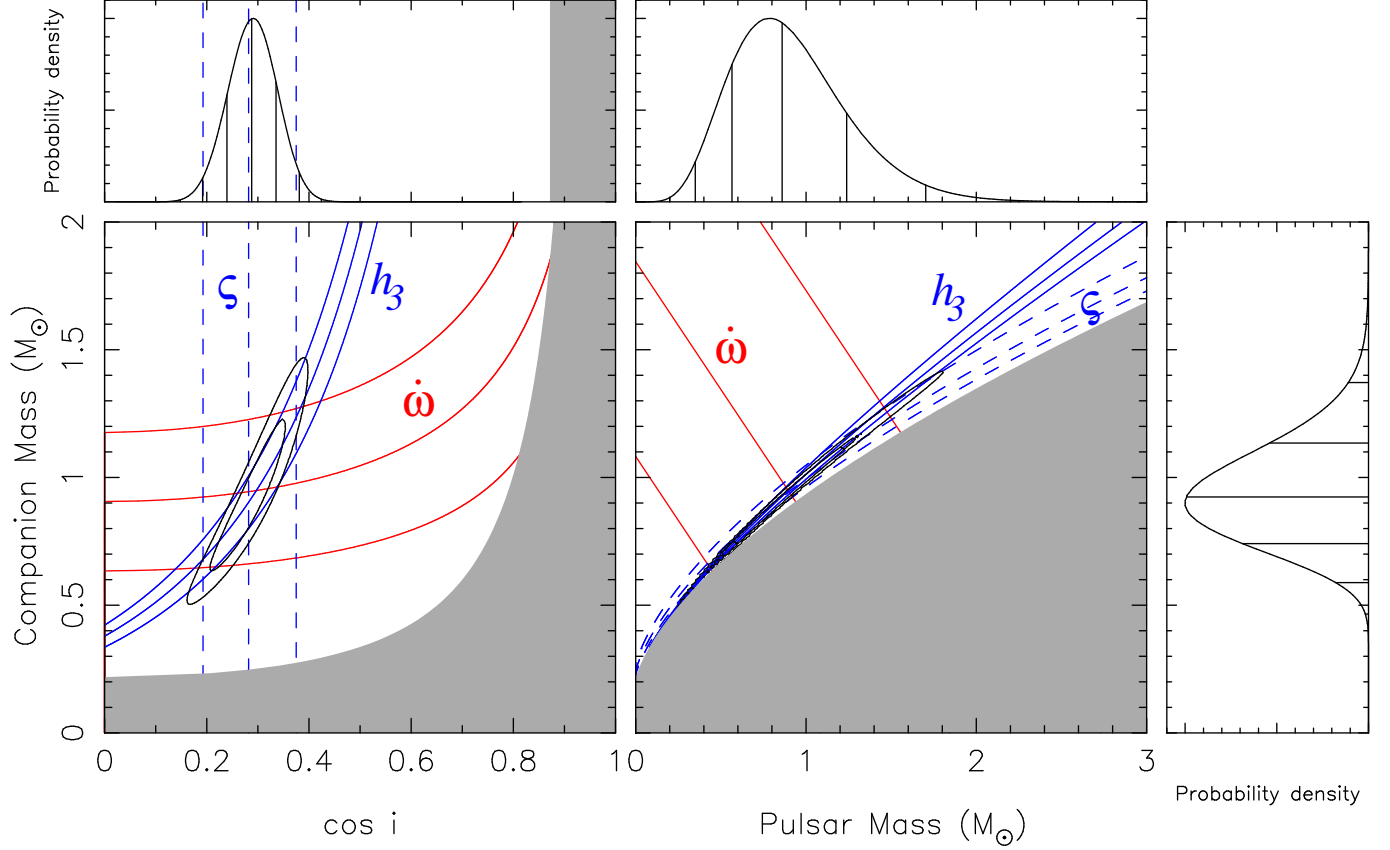 Probability density
ς
h₃
ω̇
h₃
ς
ω̇
2
1.5
1
0.5
0
Companion Mass (M⊙)
0 0.2 0.4 0.6 0.8 1 0 1 2 3
cos i
Pulsar Mass (M⊙)
Probability density